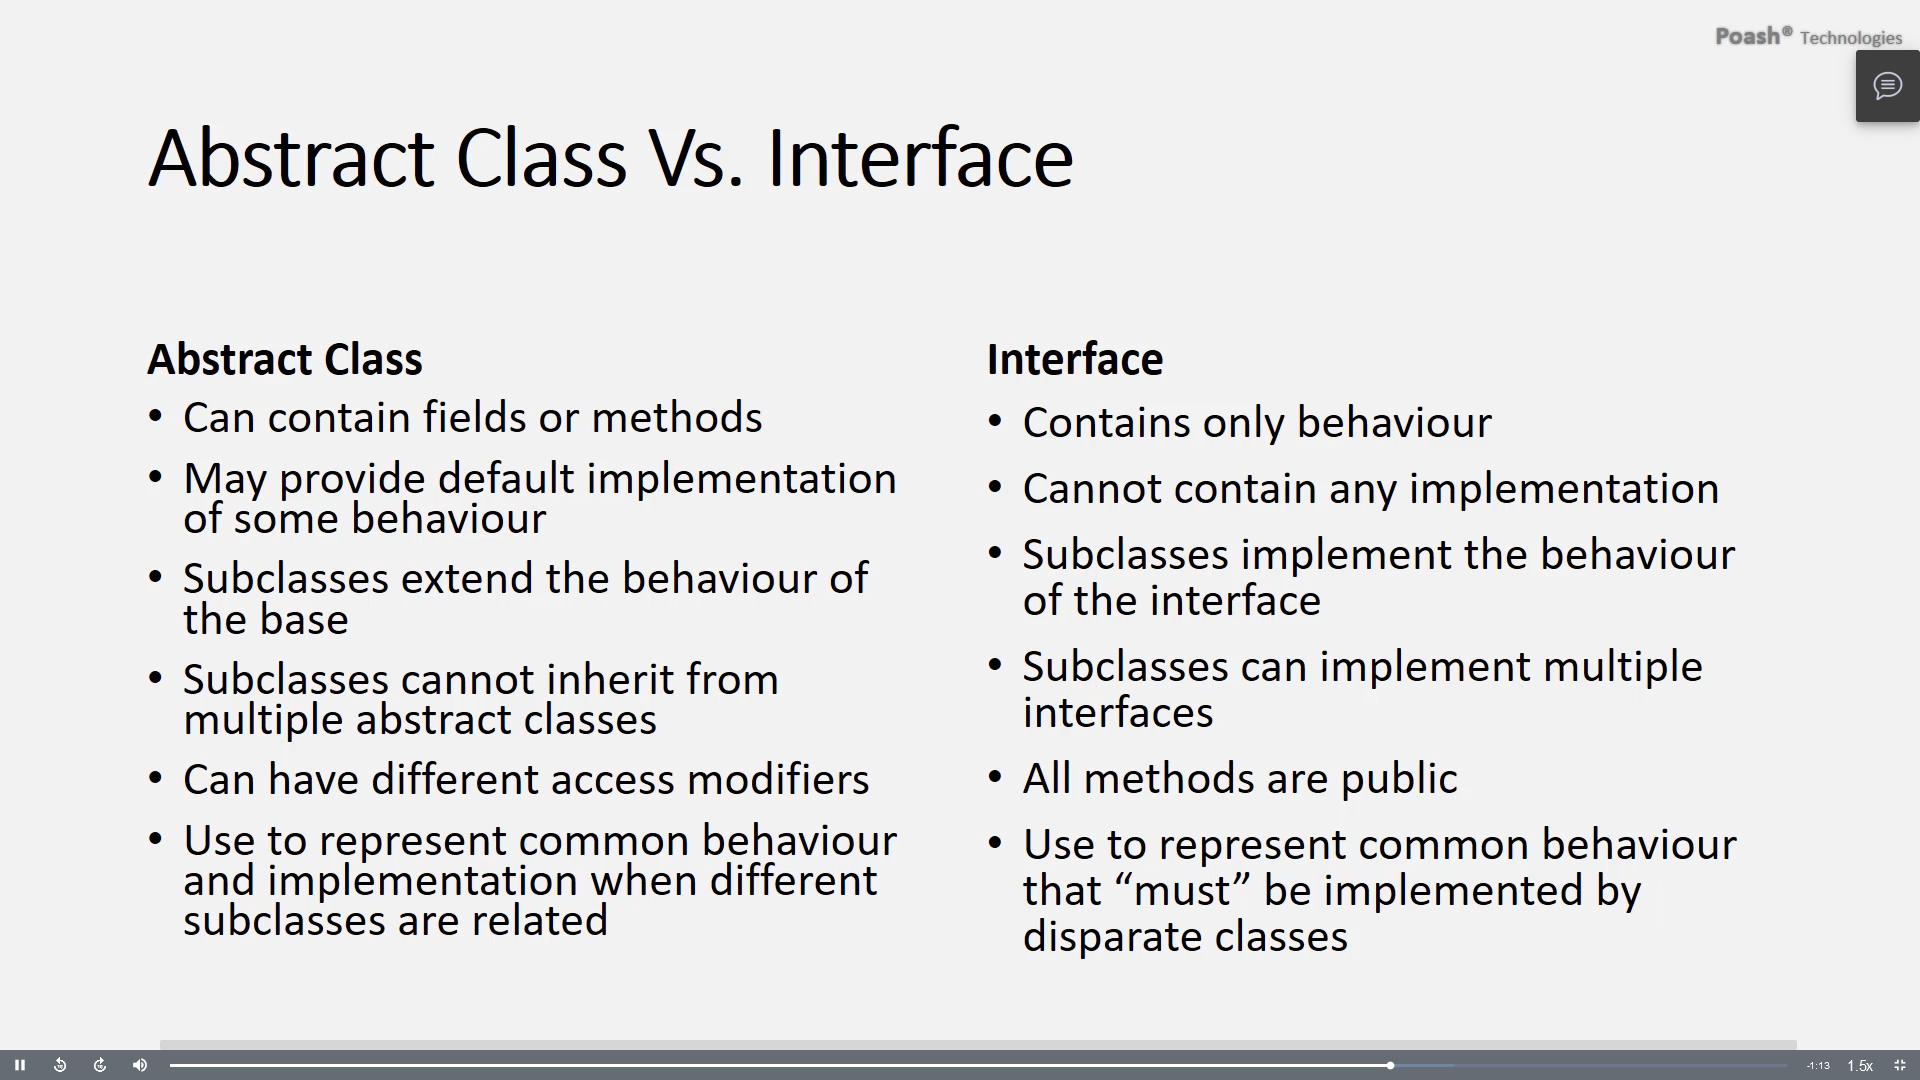 Poash® Technologies
Abstract Class Vs. Interface
Abstract Class
• Can contain fields or methods
• May provide default implementation
of some behaviour
• Subclasses extend the behaviour of
the base
• Subclasses cannot inherit from
multiple abstract classes
• Can have different access modifiers
• Use to represent common behaviour
and implementation when different
subclasses are related
Interface
• Contains only behaviour
• Cannot contain any implementation
• Subclasses implement the behaviour
of the interface
• Subclasses can implement multiple
interfaces
• All methods are public
• Use to represent common behaviour
that “must” be implemented by
disparate classes
-1:13 1.5x